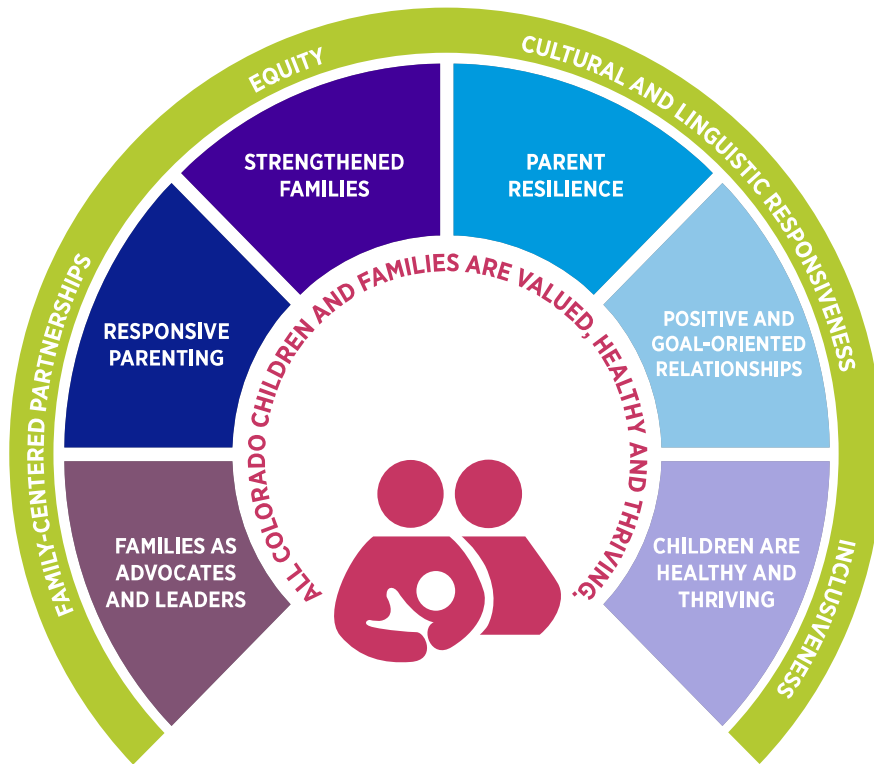 FAMILY-CENTERED PARTNERSHIPS
EQUITY
CULTURAL AND LINGUISTIC RESPONSIVENESS
INCLUSIVENESS
FAMILIES AS
ADVOCATES
AND LEADERS
RESPONSIVE
PARENTING
STRENGTHENED
FAMILIES
PARENT
RESILIENCE
POSITIVE AND
GOAL-ORIENTED
RELATIONSHIPS
CHILDREN ARE
HEALTHY AND
THRIVING
ALL COLORADO CHILDREN AND FAMILIES ARE VALUED, HEALTHY AND THRIVING.